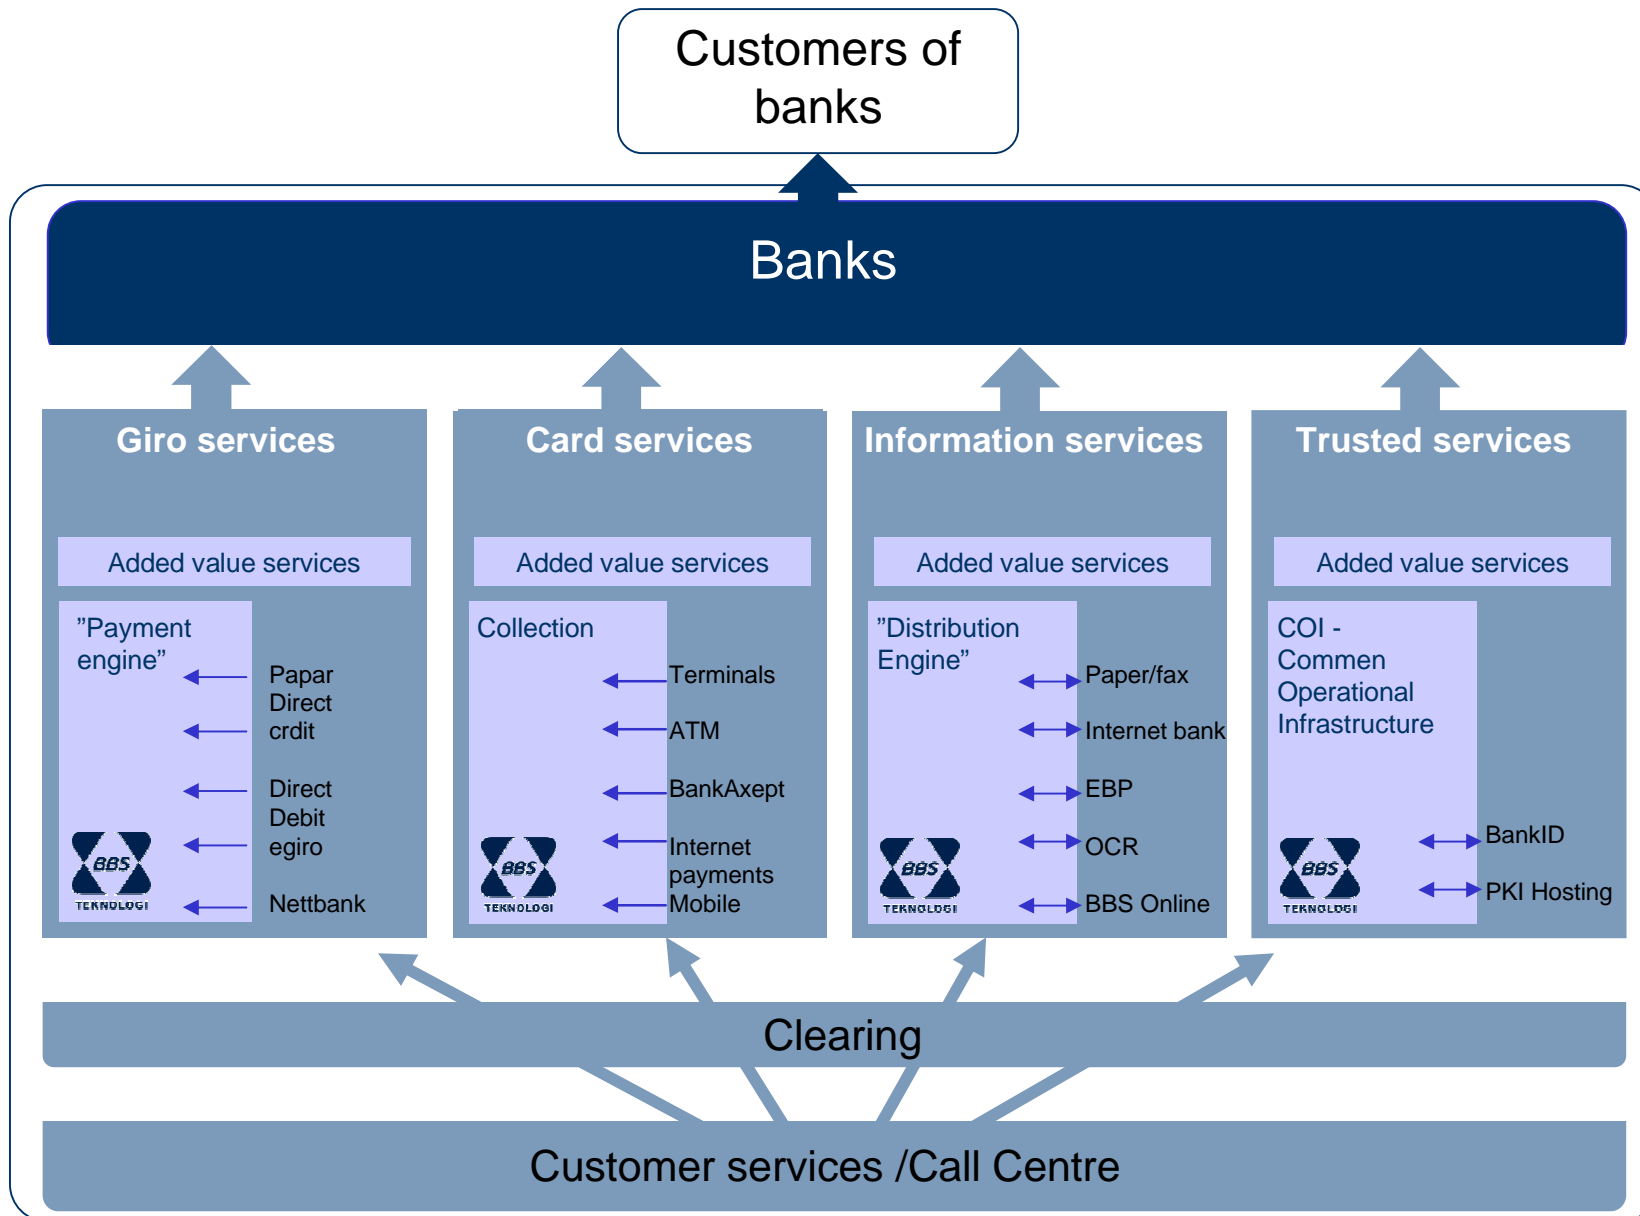 Customers of
banks
Banks
Giro services
Added value services
”Payment
engine”
Papar
Direct
crdit
Direct
Debit
egiro
Nettbank
BBS
TEKNOLOGI
Card services
Added value services
Collection
Terminals
ATM
BankAxept
Internet
payments
Mobile
BBS
TEKNOLOGI
Information services
Added value services
”Distribution
Engine”
Paper/fax
Internet bank
EBP
OCR
BBS Online
BBS
TEKNOLOGI
Trusted services
Added value services
COI -
Commen
Operational
Infrastructure
BankID
PKI Hosting
BBS
TEKNOLOGI
Clearing
Customer services /Call Centre